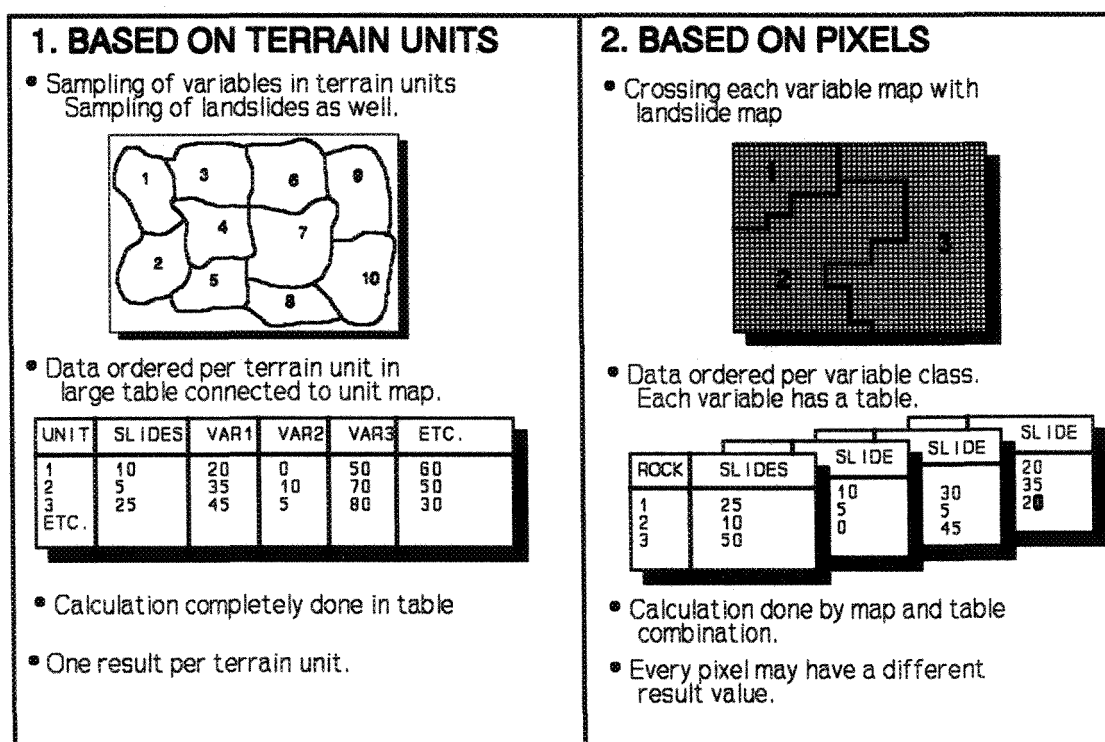 1. BASED ON TERRAIN UNITS
• Sampling of variables in terrain units
Sampling of landslides as well.
1 3 6 9
4 7
2 5 8 10
• Data ordered per terrain unit in
large table connected to unit map.
UNIT SLIDES VAR1 VAR2 VAR3 ETC.
1 10 20 0 50 60
2 5 35 10 70 50
3 25 45 5 80 30
ETC.
• Calculation completely done in table
• One result per terrain unit.
2. BASED ON PIXELS
• Crossing each variable map with
landslide map
1
2 3
• Data ordered per variable class.
Each variable has a table.
ROCK SLIDES SLIDE SLIDE SLIDE
1 25 10 30 20
2 10 5 5 35
3 50 0 45 20
• Calculation done by map and table
combination.
• Every pixel may have a different
result value.